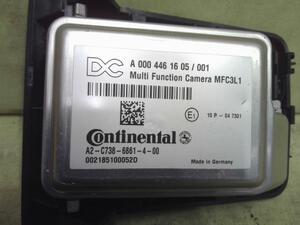 DC A 000 446 16 05 / 001
Multi Function Camera MFC3L1
E1 10 R - 04 7301
Continental
A2-C738-6861-4-00
0021851000520
Made in Germany